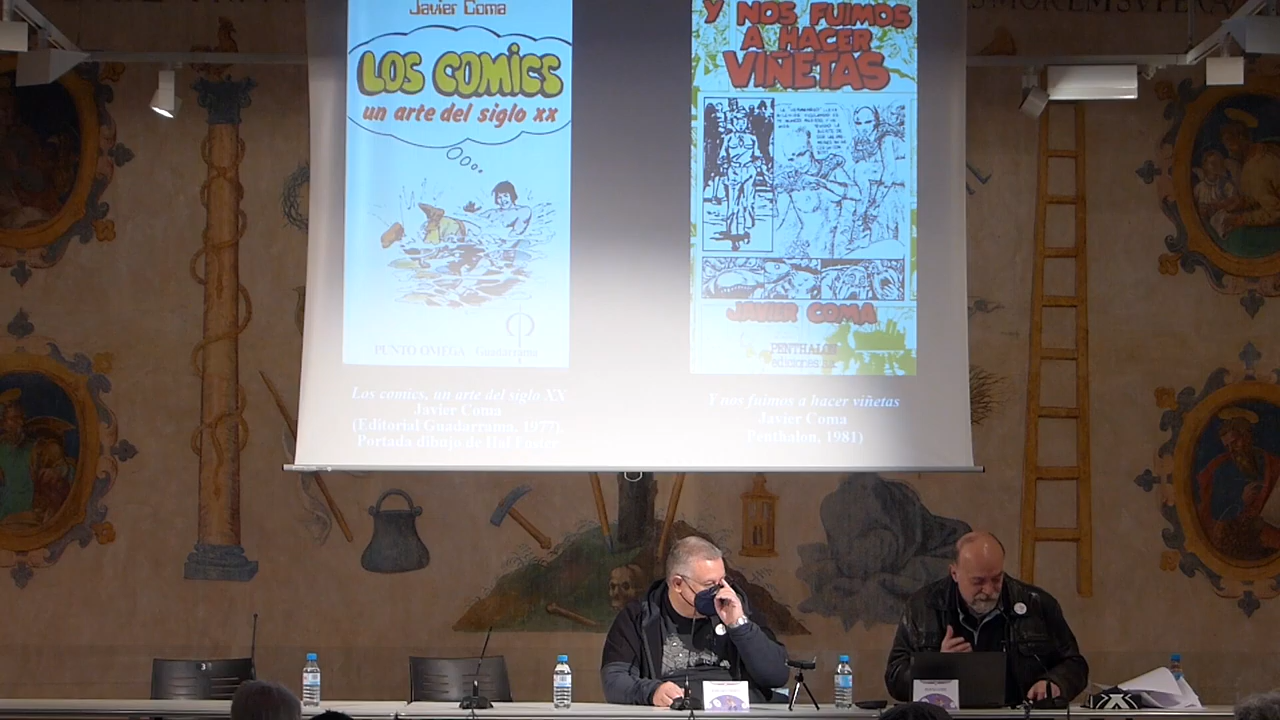 Javier Coma
LOS COMICS
un arte del siglo xx
PUNTO OMEGA Guadarrama
Los comics, un arte del siglo XX
Javier Coma
(Editorial Guadarrama, 1977).
Portada dibujo de Hal Foster
Y NOS FUIMOS
A HACER
VIÑETAS
JAVIER COMA
PENTHALON
ediciones s.a.
Y nos fuimos a hacer viñetas
Javier Coma
Penthalon, 1981)